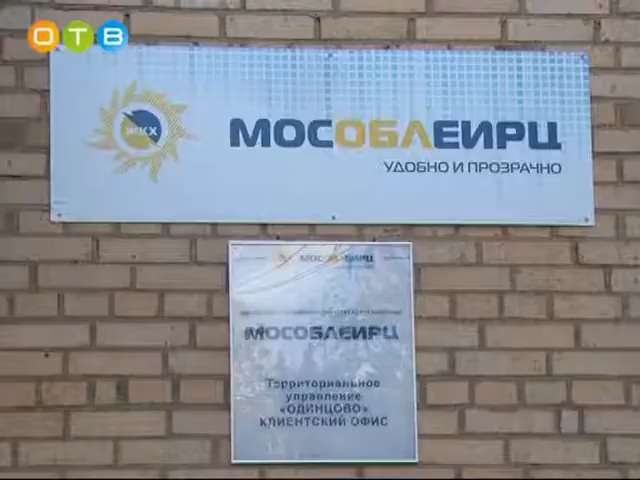 ОТВ
ЖКХ
МОСОБЛЕИРЦ
УДОБНО И ПРОЗРАЧНО
МОСОБЛЕИРЦ
МОСОБЛЕИРЦ
Территориальное
управление
«ОДИНЦОВО»
КЛИЕНТСКИЙ ОФИС